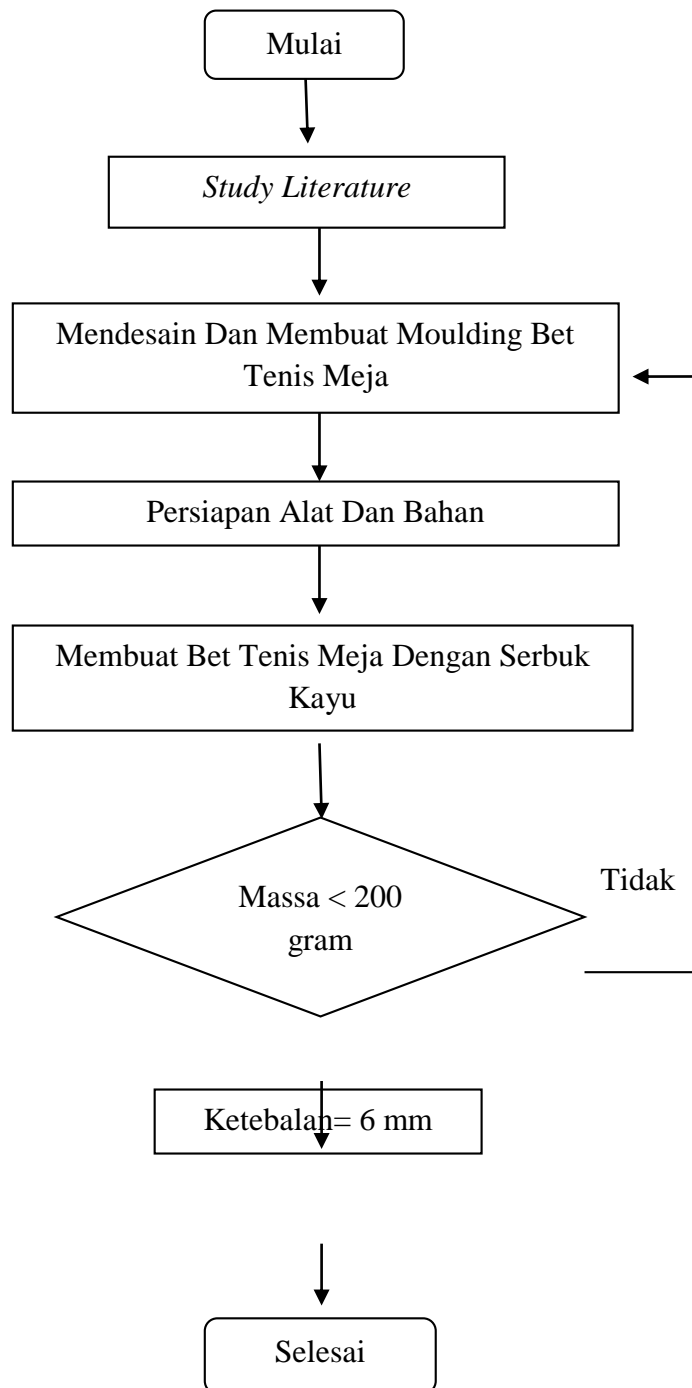 Mulai
Study Literature
Mendesain Dan Membuat Moulding Bet
Tenis Meja
Persiapan Alat Dan Bahan
Membuat Bet Tenis Meja Dengan Serbuk
Kayu
Massa < 200
gram
Tidak
Ketebalan= 6 mm
Selesai